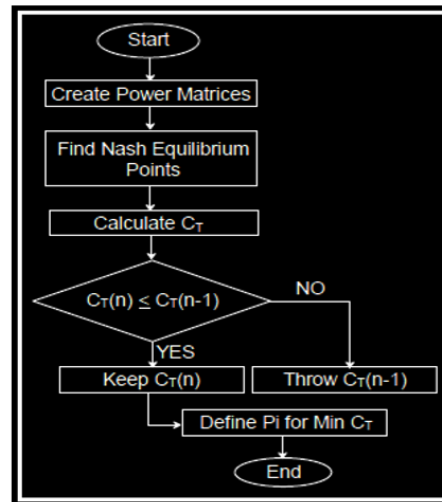 Start
Create Power Matrices
Find Nash Equilibrium
Points
Calculate C_T
C_T(n) ≤ C_T(n-1)
NO
YES
Keep C_T(n)
Throw C_T(n-1)
Define Pi for Min C_T
End